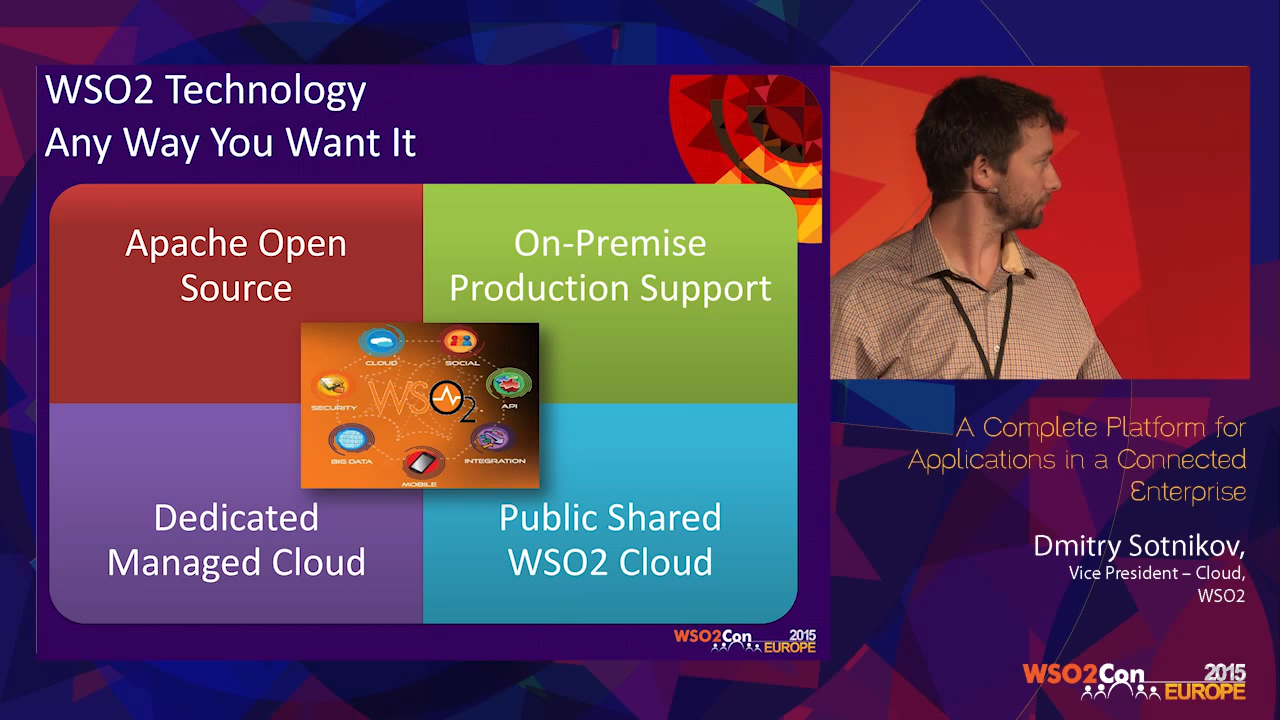 WSO2 Technology
Any Way You Want It
Apache Open
Source
On-Premise
Production Support
CLOUD
SOCIAL
SECURITY
WSO2
API
BIG DATA
INTEGRATION
MOBILE
Dedicated
Managed Cloud
Public Shared
WSO2 Cloud
WSO2Con 2015
EUROPE
A Complete Platform for
Applications in a Connected
Enterprise
Dmitry Sotnikov,
Vice President – Cloud,
WSO2
WSO2Con 2015
EUROPE